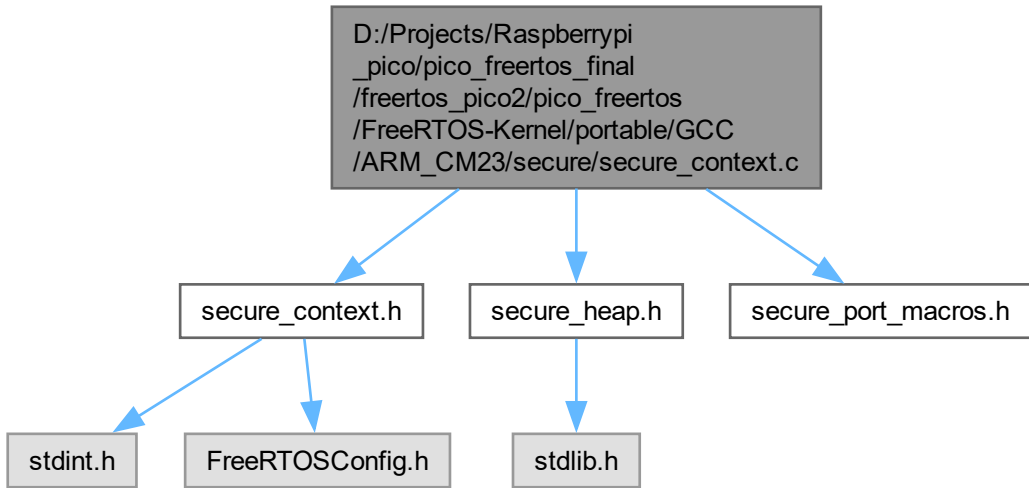 D:/Projects/Raspberrypi
_pico/pico_freertos_final
/freertos_pico2/pico_freertos
/FreeRTOS-Kernel/portable/GCC
/ARM_CM23/secure/secure_context.c
secure_context.h
secure_heap.h
secure_port_macros.h
stdint.h
FreeRTOSConfig.h
stdlib.h